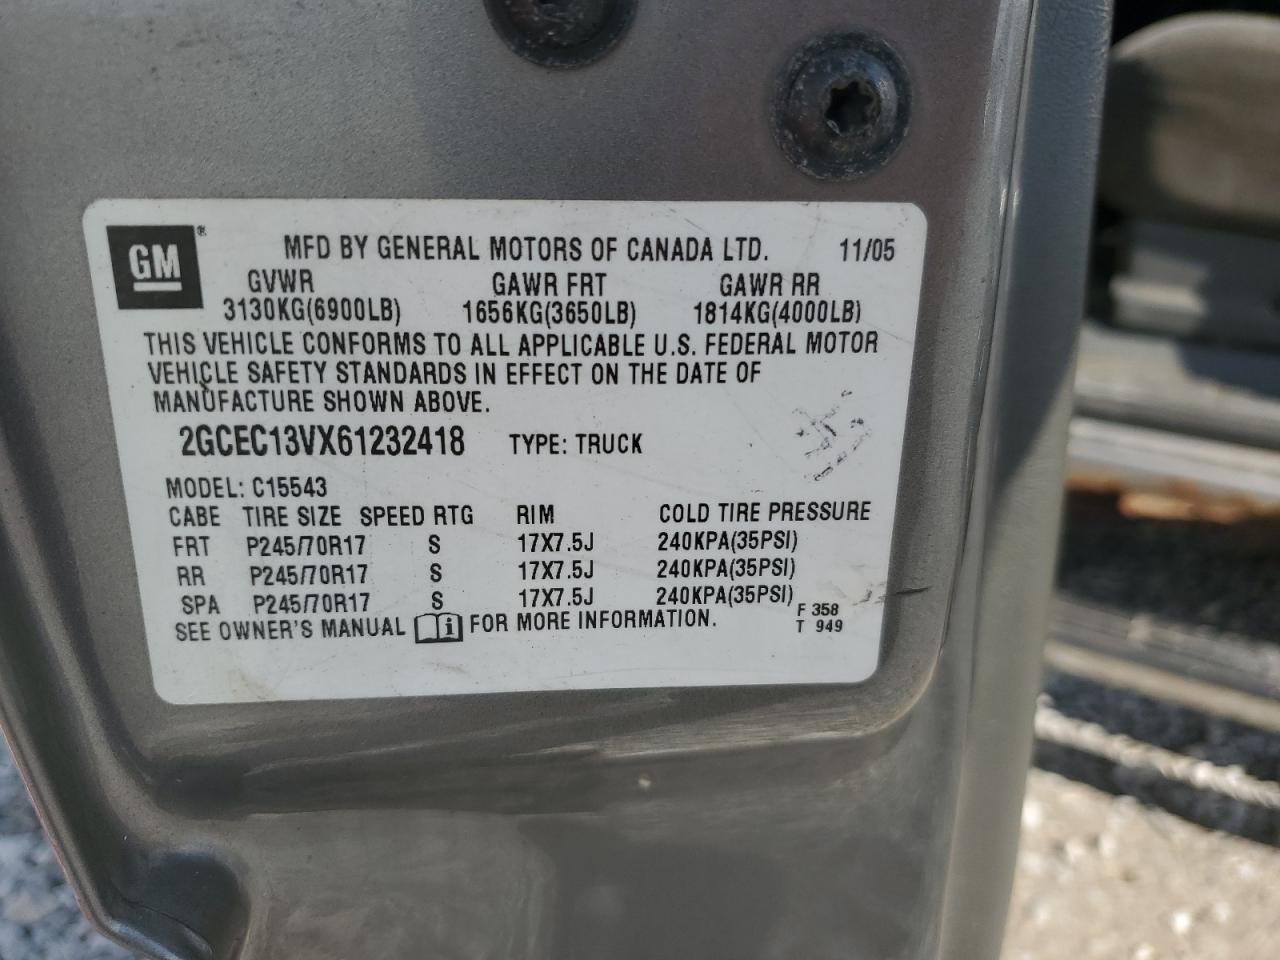 GM®
MFD BY GENERAL MOTORS OF CANADA LTD. 11/05
GVWR GAWR FRT GAWR RR
3130KG(6900LB) 1656KG(3650LB) 1814KG(4000LB)
THIS VEHICLE CONFORMS TO ALL APPLICABLE U.S. FEDERAL MOTOR
VEHICLE SAFETY STANDARDS IN EFFECT ON THE DATE OF
MANUFACTURE SHOWN ABOVE.
2GCEC13VX61232418 TYPE: TRUCK
MODEL: C15543
CABE TIRE SIZE SPEED RTG RIM COLD TIRE PRESSURE
FRT P245/70R17 S 17X7.5J 240KPA(35PSI)
RR P245/70R17 S 17X7.5J 240KPA(35PSI)
SPA P245/70R17 S 17X7.5J 240KPA(35PSI)
SEE OWNER'S MANUAL i FOR MORE INFORMATION.
F 358
T 949